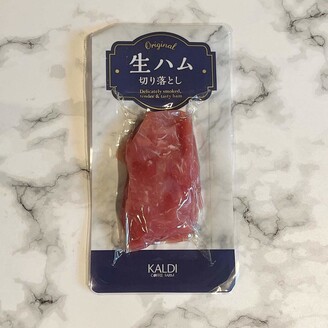 Original
生ハム
切り落とし
Delicately smoked,
tender & tasty ham.
KALDI
COFFEE FARM